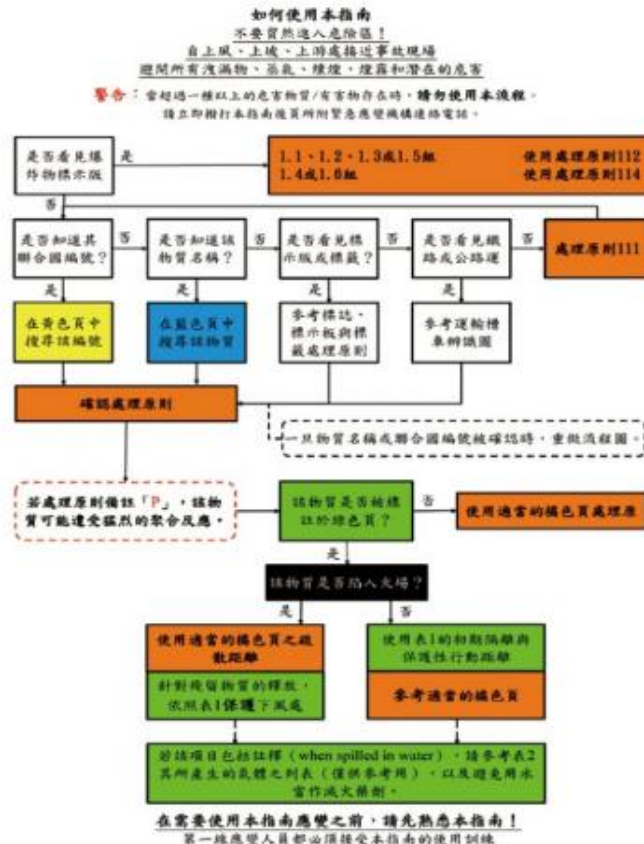 如何使用本指南
不要貿然進入危險區！
自上風、上坡、上游處接近事故現場
避開所有洩漏物、蒸氣、燻煙、煙霧和潛在的危害
警告：當超過一種以上的危害物質/有害物存在時，請勿使用本流程。
請立即撥打本指南後頁所附緊急應變機構連絡電話。
是否看見爆
炸物標示版
是
1.1、1.2、1.3或1.5組 使用處理原則112
1.4或1.6組 使用處理原則114
否
是否知道其
聯合國編號？
否
是否知道該
物質名稱？
否
是否看見標
示版或標籤？
否
是否看見鐵
路或公路運
否
處理原則111
是
是
是
是
在黃色頁中
搜尋該編號
在藍色頁中
搜尋該物質
參考標誌、
標示板與標
籤處理原則
參考運輸槽
車辨識圖
確認處理原則
一旦物質名稱或聯合國編號被確認時，重做流程圖。
若處理原則備註「P」，該物
質可能遭受猛烈的聚合反應。
該物質是否被標
註於綠色頁？
否
使用適當的橘色頁處理原
是
該物質是否陷入火場？
是
否
使用適當的橘色頁之疏
散距離
針對殘留物質的釋放，
依照表1保護下風處
使用表1的初期隔離與
保護性行動距離
參考適當的橘色頁
若該項目包括註釋（when spilled in water），請參考表2
其所產生的氣體之列表（僅供參考用），以及避免用水
當作滅火藥劑。
在需要使用本指南應變之前，請先熟悉本指南！
第一線應變人員都必須接受本指南的使用訓練